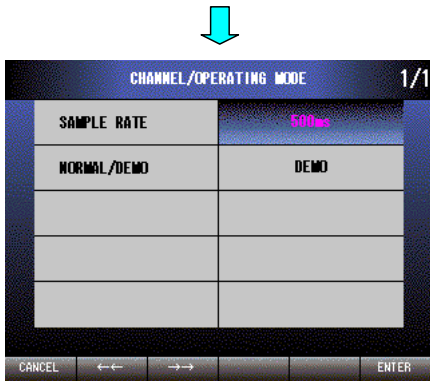 CHANNEL/OPERATING MODE 1/1
SAMPLE RATE 500ms
NORMAL/DEMO DEMO
CANCEL ←← →→ ENTER